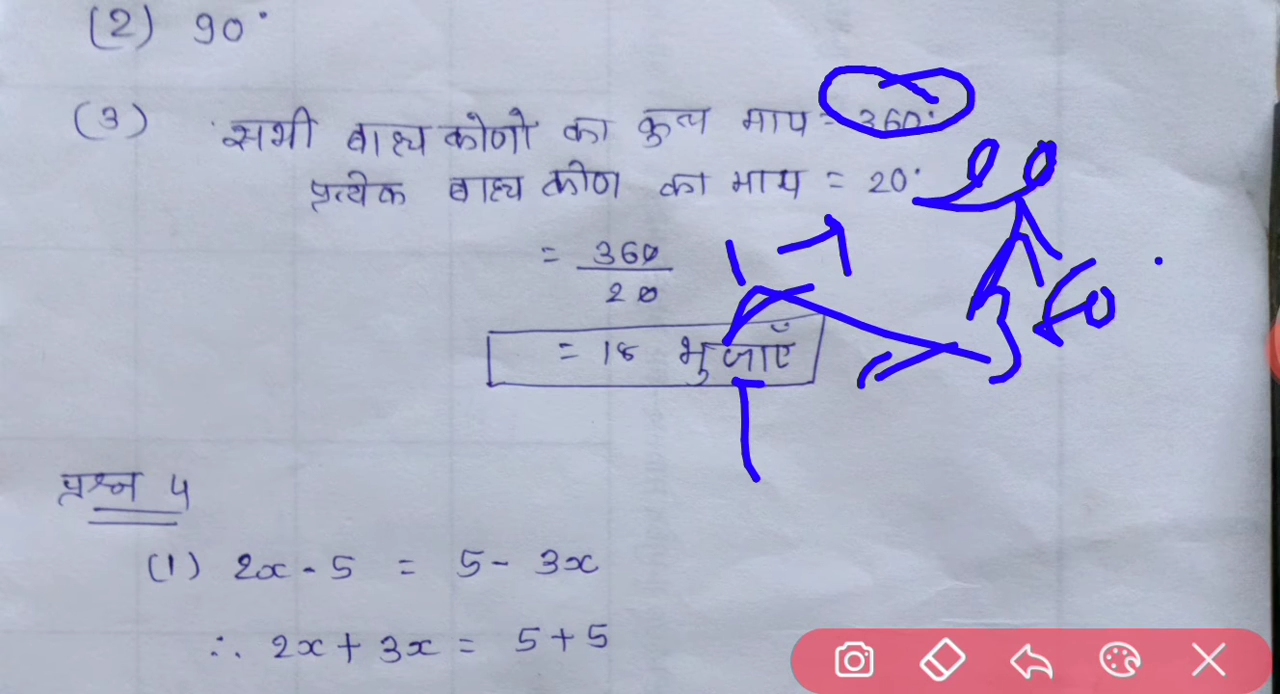 (2) 90°
(3) सभी बाह्य कोणो का कुल माप = 360°
प्रत्येक बाह्य कोण का माप = 20°
= 360/20
= 18 भुजाएँ
प्रश्न 4
(1) 2x - 5 = 5 - 3x
∴ 2x + 3x = 5 + 5